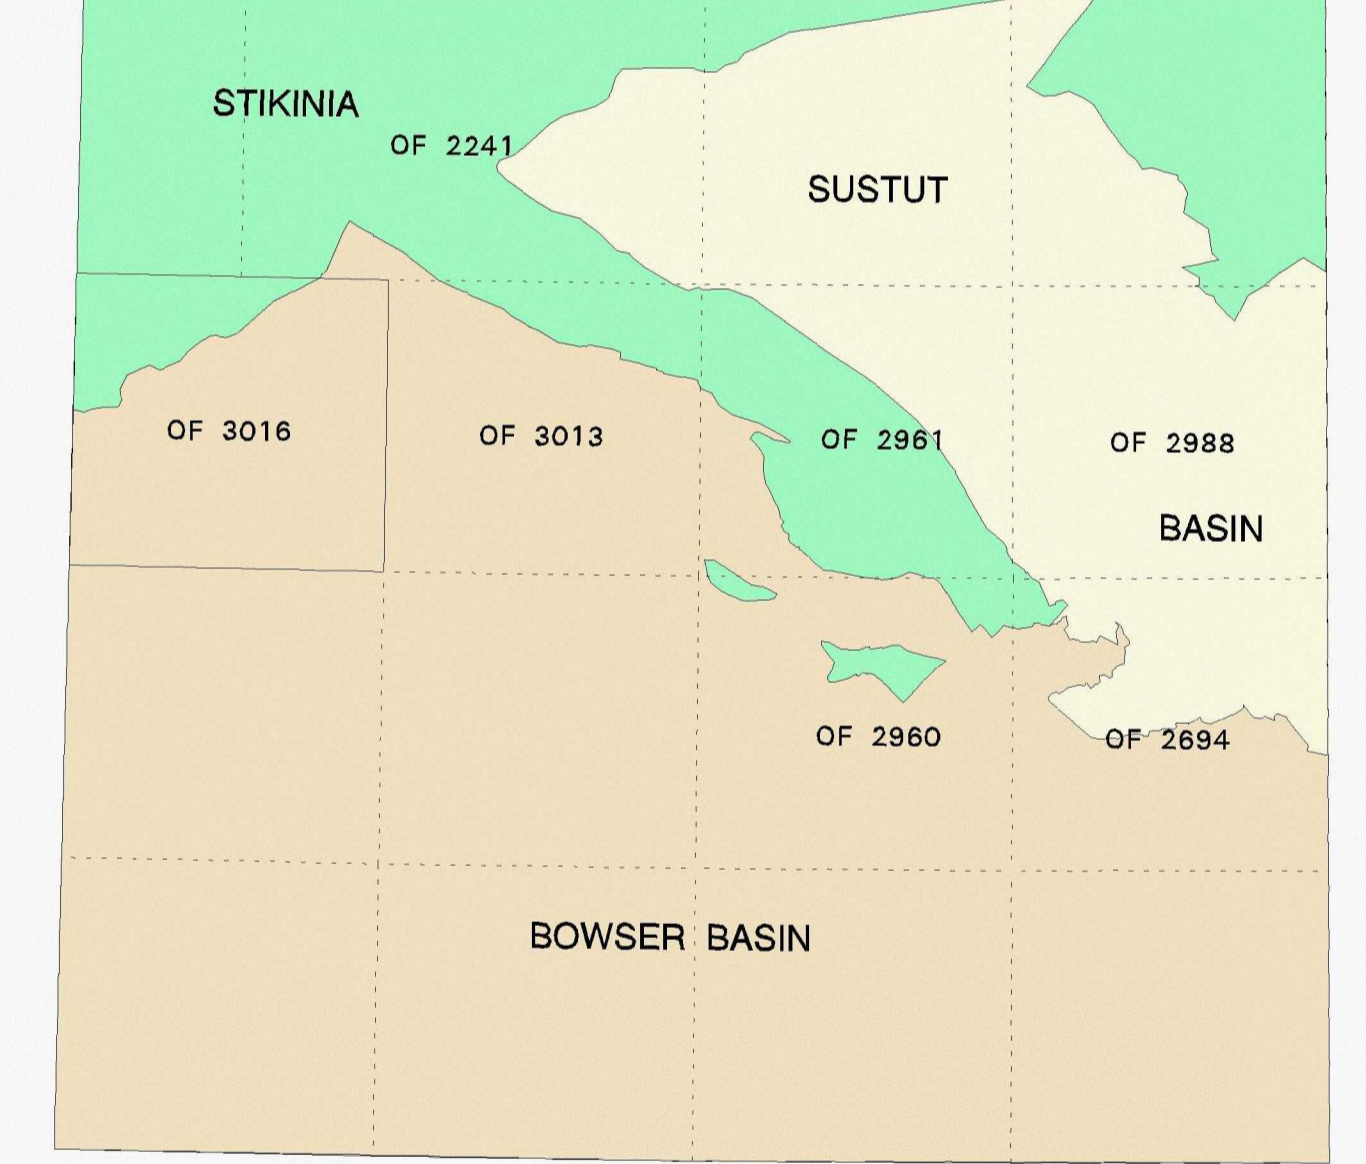 STIKINIA
OF 2241
SUSTUT
OF 3016
OF 3013
OF 2961
OF 2988
BASIN
OF 2960
OF 2694
BOWSER BASIN